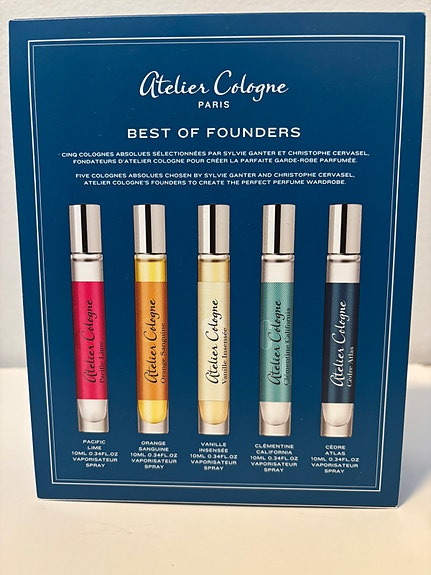 Atelier Cologne
PARIS
BEST OF FOUNDERS
CINQ COLOGNES ABSOLUES SÉLECTIONNÉES PAR SYLVIE GANTER ET CHRISTOPHE CERVASEL,
FONDATEURS D'ATELIER COLOGNE POUR CRÉER LA PARFAITE GARDE-ROBE PARFUMÉE.
FIVE COLOGNES ABSOLUES CHOSEN BY SYLVIE GANTER AND CHRISTOPHE CERVASEL,
ATELIER COLOGNE'S FOUNDERS TO CREATE THE PERFECT PERFUME WARDROBE.
Atelier Cologne
Pacific Lime
Atelier Cologne
Orange Sanguine
Atelier Cologne
Vanille Insensée
Atelier Cologne
Clémentine California
Atelier Cologne
Cèdre Atlas
PACIFIC
LIME
10ML 0.34FL.OZ
VAPORISATEUR
SPRAY
ORANGE
SANGUINE
10ML 0.34FL.OZ
VAPORISATEUR
SPRAY
VANILLE
INSENSÉE
10ML 0.34FL.OZ
VAPORISATEUR
SPRAY
CLÉMENTINE
CALIFORNIA
10ML 0.34FL.OZ
VAPORISATEUR
SPRAY
CÈDRE
ATLAS
10ML 0.34FL.OZ
VAPORISATEUR
SPRAY